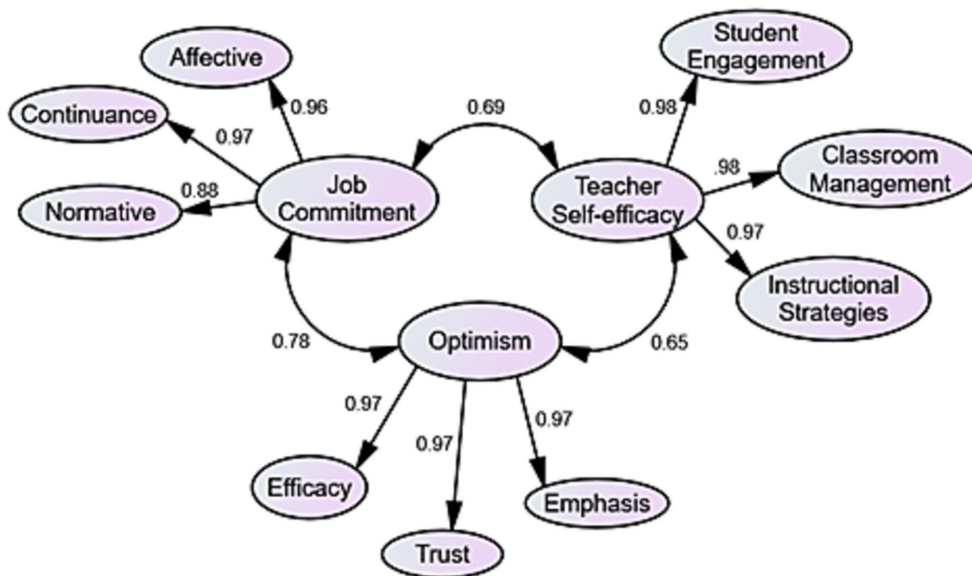 Student
Engagement
Affective
0.96
0.69
0.98
Continuance
0.97
Classroom
Management
.98
Job
Commitment
Teacher
Self-efficacy
0.88
Normative
0.97
Instructional
Strategies
0.78
Optimism
0.65
0.97
0.97
0.97
Efficacy
Emphasis
Trust